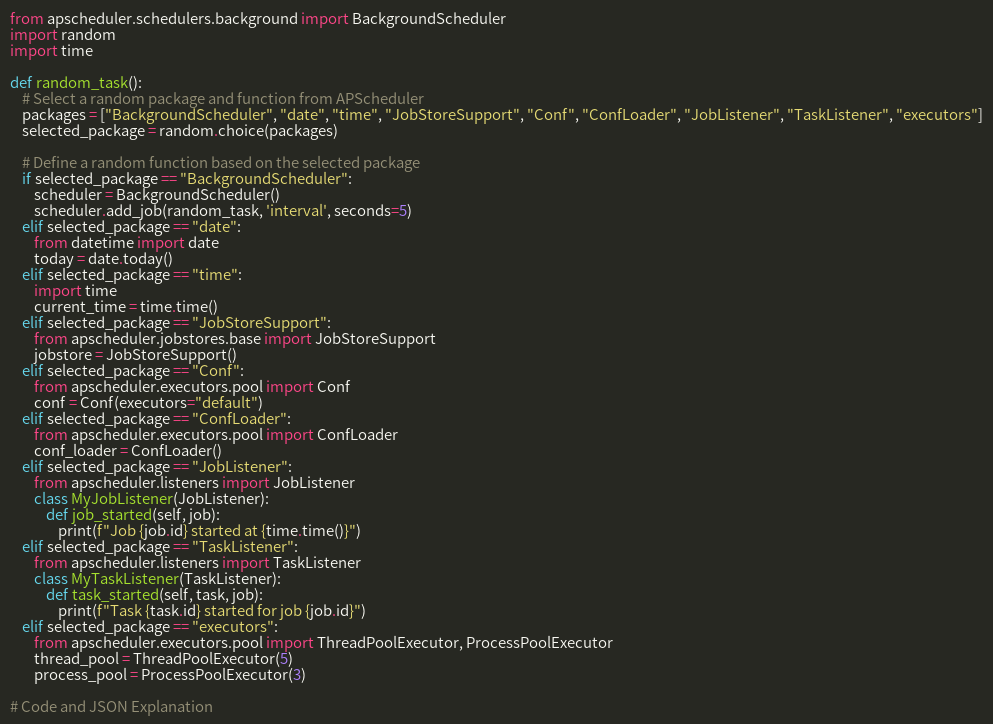 from apscheduler.schedulers.background import BackgroundScheduler
import random
import time

def random_task():
    # Select a random package and function from APScheduler
    packages = ["BackgroundScheduler", "date", "time", "JobStoreSupport", "Conf", "ConfLoader", "JobListener", "TaskListener", "executors"]
    selected_package = random.choice(packages)

    # Define a random function based on the selected package
    if selected_package == "BackgroundScheduler":
        scheduler = BackgroundScheduler()
        scheduler.add_job(random_task, 'interval', seconds=5)
    elif selected_package == "date":
        from datetime import date
        today = date.today()
    elif selected_package == "time":
        import time
        current_time = time.time()
    elif selected_package == "JobStoreSupport":
        from apscheduler.jobstores.base import JobStoreSupport
        jobstore = JobStoreSupport()
    elif selected_package == "Conf":
        from apscheduler.executors.pool import Conf
        conf = Conf(executors="default")
    elif selected_package == "ConfLoader":
        from apscheduler.executors.pool import ConfLoader
        conf_loader = ConfLoader()
    elif selected_package == "JobListener":
        from apscheduler.listeners import JobListener
        class MyJobListener(JobListener):
            def job_started(self, job):
                print(f"Job {job.id} started at {time.time()}")
    elif selected_package == "TaskListener":
        from apscheduler.listeners import TaskListener
        class MyTaskListener(TaskListener):
            def task_started(self, task, job):
                print(f"Task {task.id} started for job {job.id}")
    elif selected_package == "executors":
        from apscheduler.executors.pool import ThreadPoolExecutor, ProcessPoolExecutor
        thread_pool = ThreadPoolExecutor(5)
        process_pool = ProcessPoolExecutor(3)

# Code and JSON Explanation